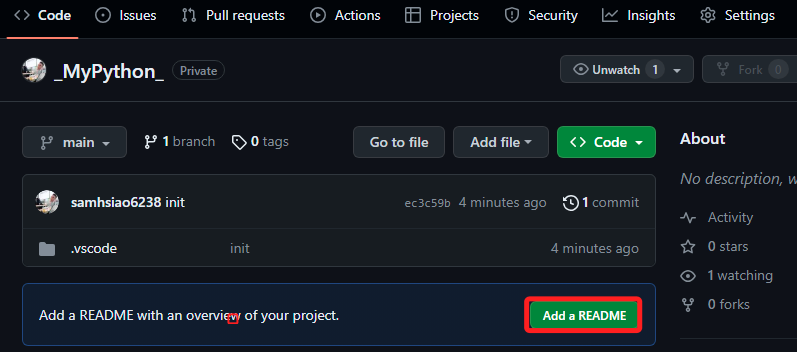 Code Issues Pull requests Actions Projects Security Insights Settings
_MyPython_ Private Unwatch 1 Fork 0
main 1 branch 0 tags Go to file Add file Code
samhsiao6238 init ec3c59b 4 minutes ago 1 commit
.vscode init 4 minutes ago
Add a README with an overview of your project. Add a README
About
No description, w
Activity
0 stars
1 watching
0 forks